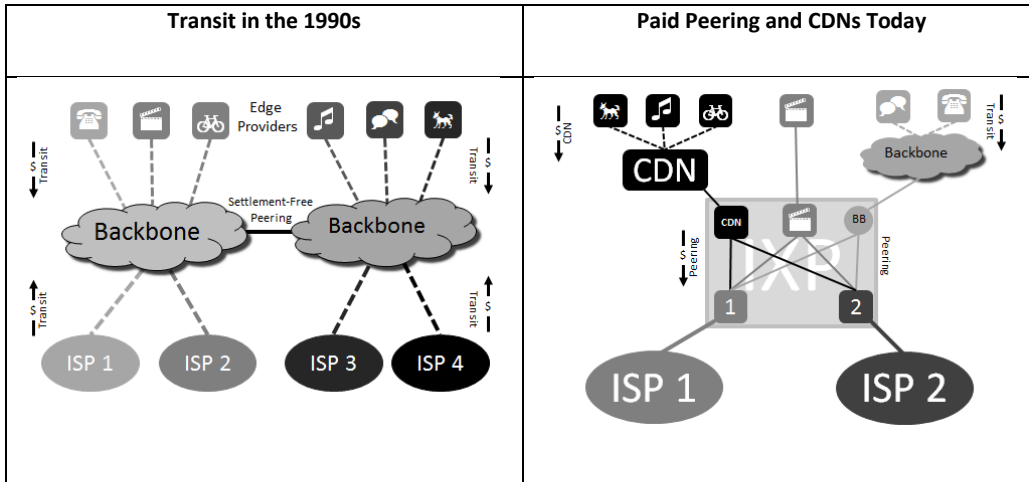 Transit in the 1990s
Paid Peering and CDNs Today
Edge
Providers
$
Transit
$
Transit
Settlement-Free
Peering
Backbone
Backbone
$
Transit
$
Transit
ISP 1
ISP 2
ISP 3
ISP 4
$
CDN
$
Transit
CDN
Backbone
CDN
BB
$
Peering
Peering
IXP
1
2
ISP 1
ISP 2